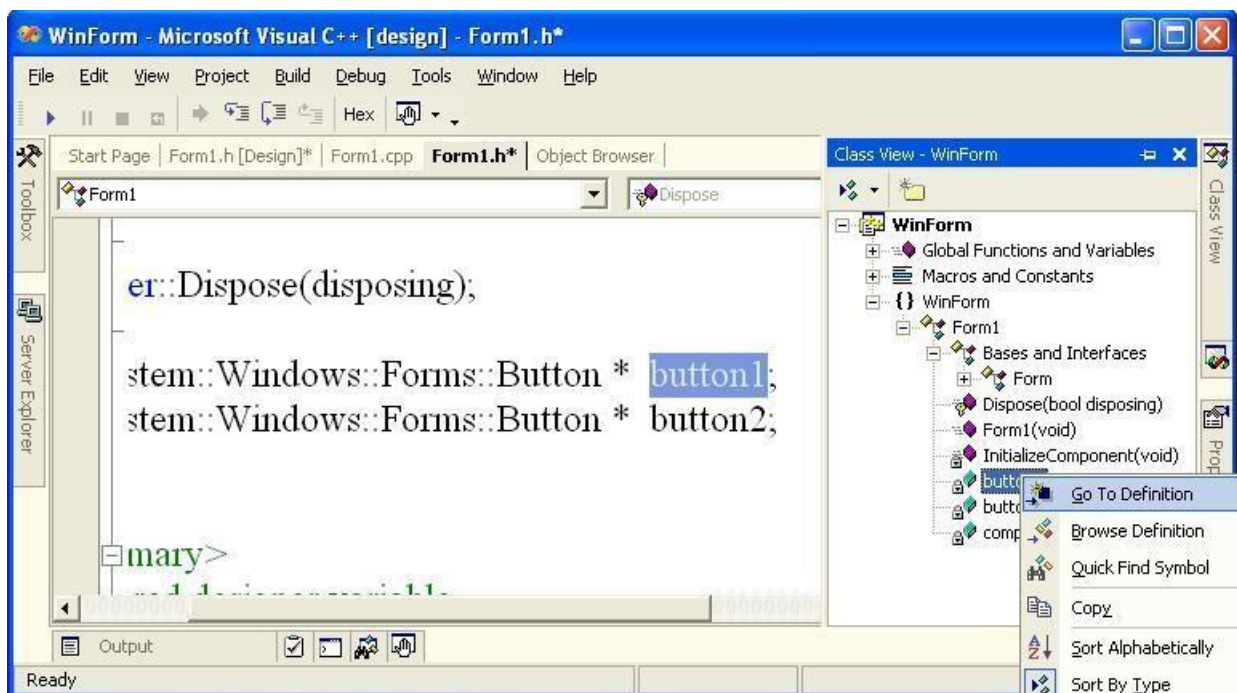 WinForm - Microsoft Visual C++ [design] - Form1.h*
File Edit View Project Build Debug Tools Window Help
Hex
Start Page Form1.h [Design]* Form1.cpp Form1.h* Object Browser
Form1 Dispose
er::Dispose(disposing);
stem::Windows::Forms::Button * button1;
stem::Windows::Forms::Button * button2;
mary>
Toolbox
Server Explorer
Class View - WinForm
WinForm
Global Functions and Variables
Macros and Constants
{} WinForm
Form1
Bases and Interfaces
Form
Dispose(bool disposing)
Form1(void)
InitializeComponent(void)
butto
butto
comp
Go To Definition
Browse Definition
Quick Find Symbol
Copy
Sort Alphabetically
Sort By Type
Class View
Prop
Output
Ready